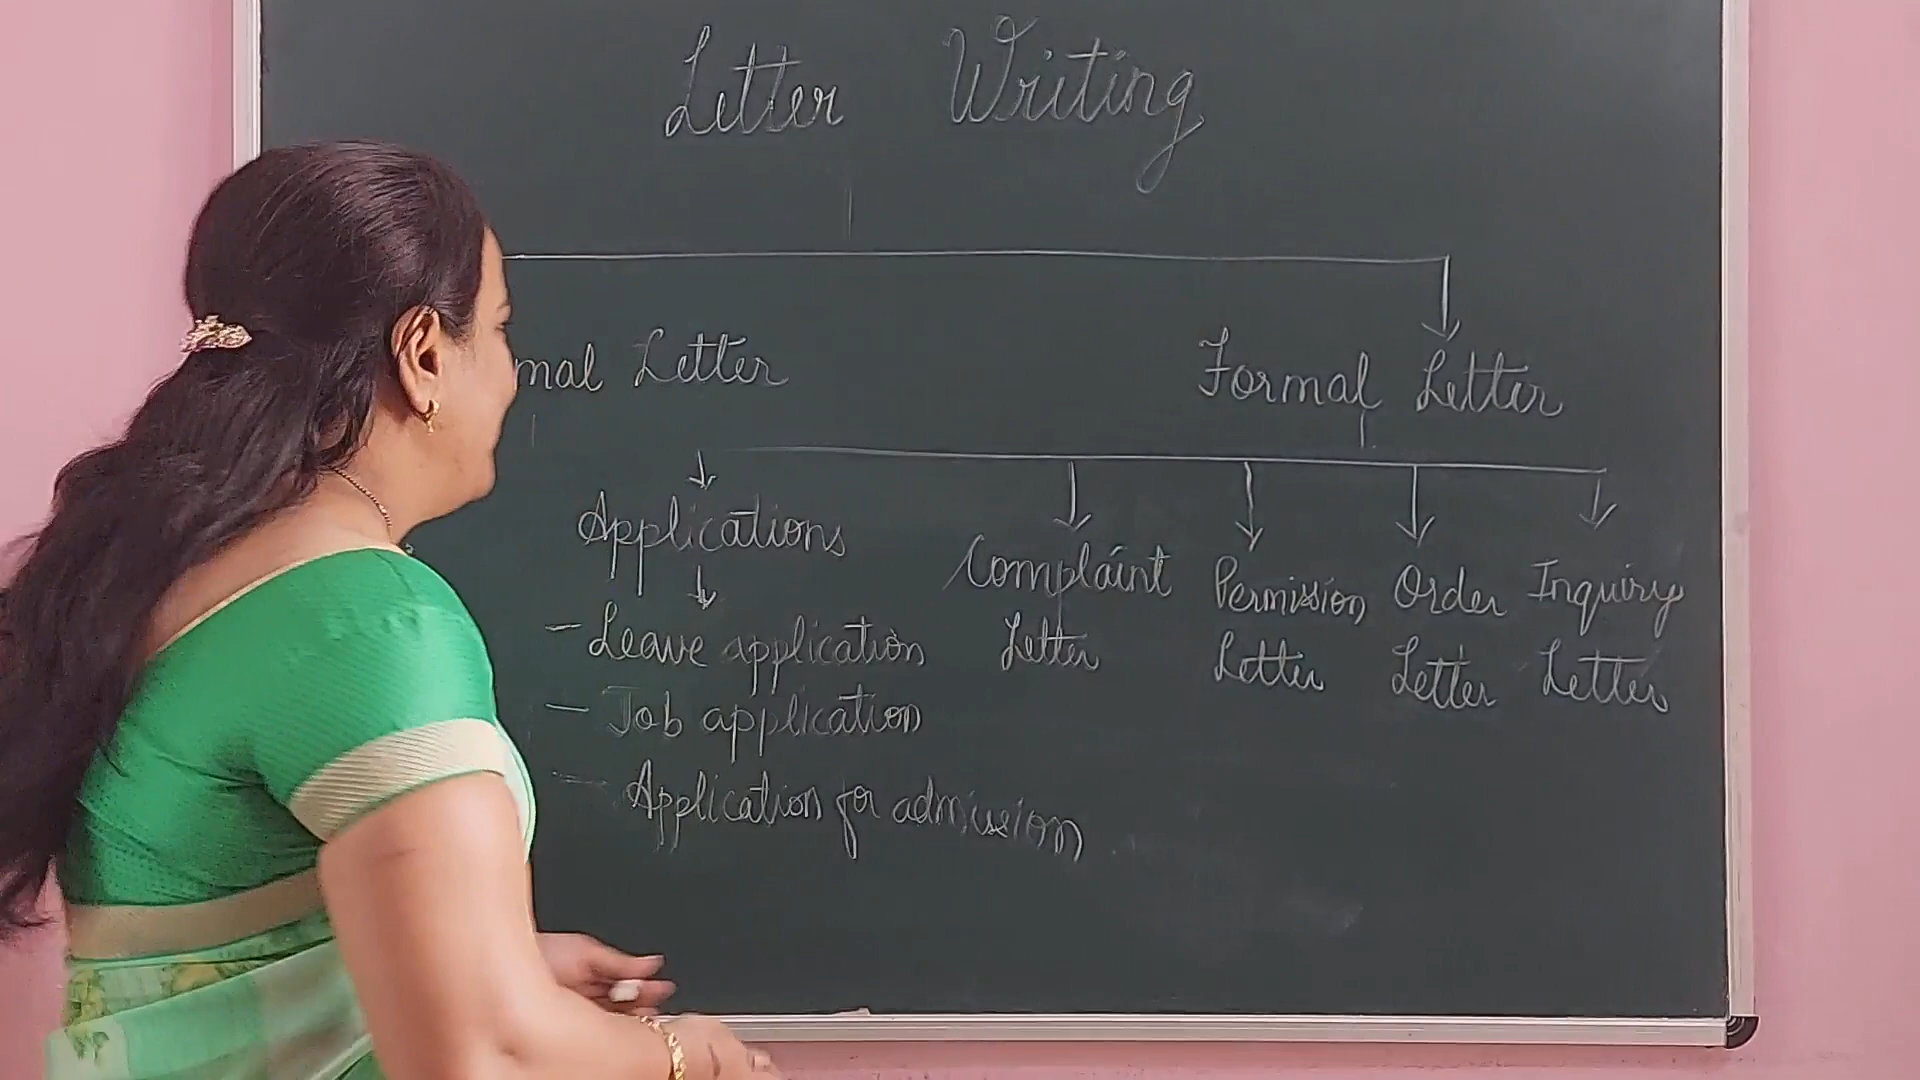 Letter Writing
mal Letter
Formal Letter
Applications
- Leave application
- Job application
- Application for admission
Complaint
Letter
Permission
Letter
Order
Letter
Inquiry
Letter